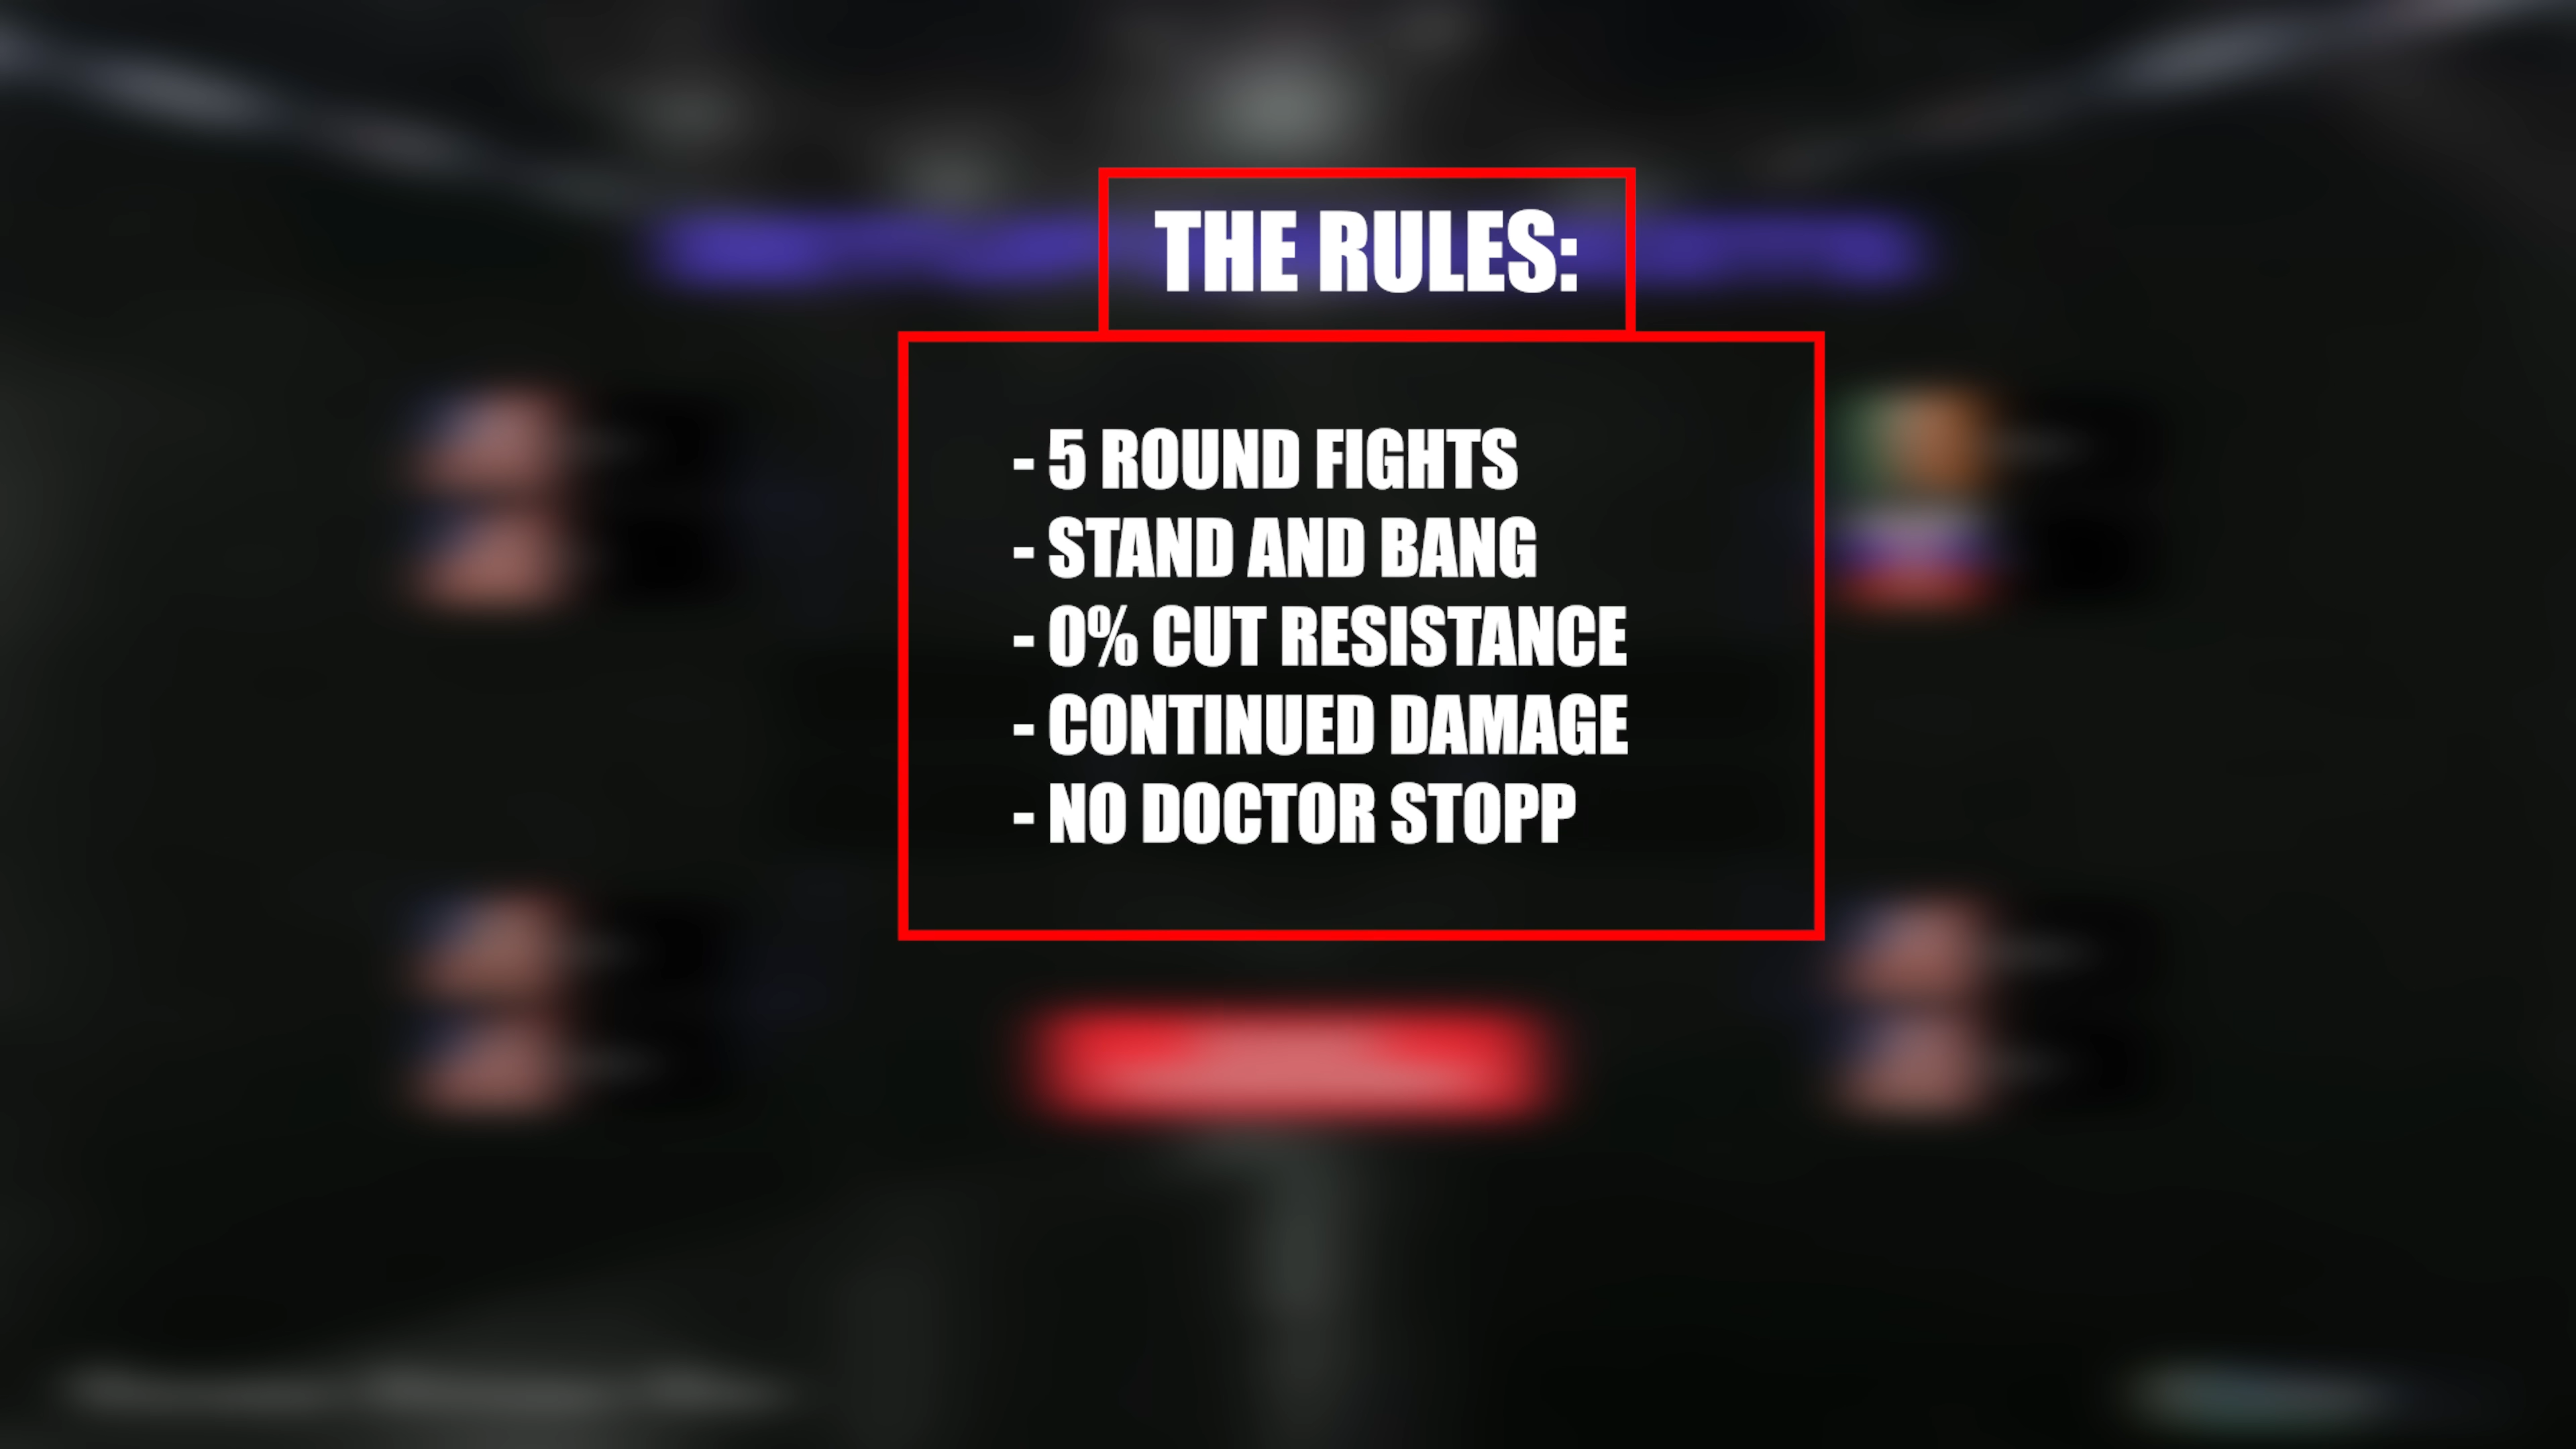 THE RULES:
- 5 ROUND FIGHTS
- STAND AND BANG
- 0% CUT RESISTANCE
- CONTINUED DAMAGE
- NO DOCTOR STOPP